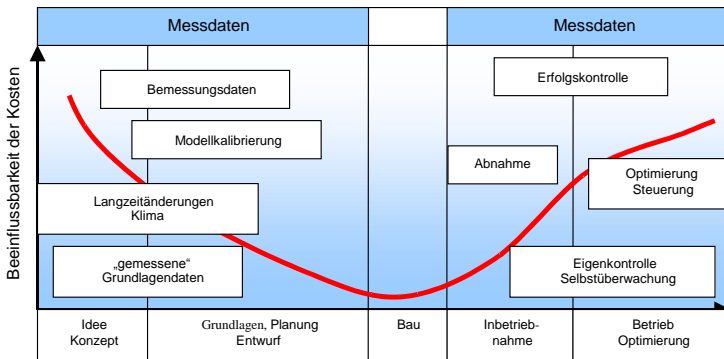 Messdaten
Messdaten
Beeinflussbarkeit der Kosten
Bemessungsdaten
Erfolgskontrolle
Modellkalibrierung
Abnahme
Optimierung
Steuerung
Langzeitänderungen
Klima
„gemessene“
Grundlagendaten
Eigenkontrolle
Selbstüberwachung
Idee
Konzept
Grundlagen, Planung
Entwurf
Bau
Inbetrieb-
nahme
Betrieb
Optimierung